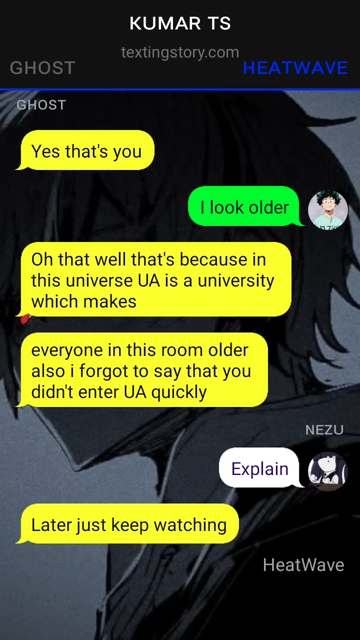 KUMAR TS
textingstory.com
GHOST
HEATWAVE
GHOST
Yes that's you
I look older
Oh that well that's because in
this universe UA is a university
which makes
everyone in this room older
also i forgot to say that you
didn't enter UA quickly
NEZU
Explain
Later just keep watching
HeatWave